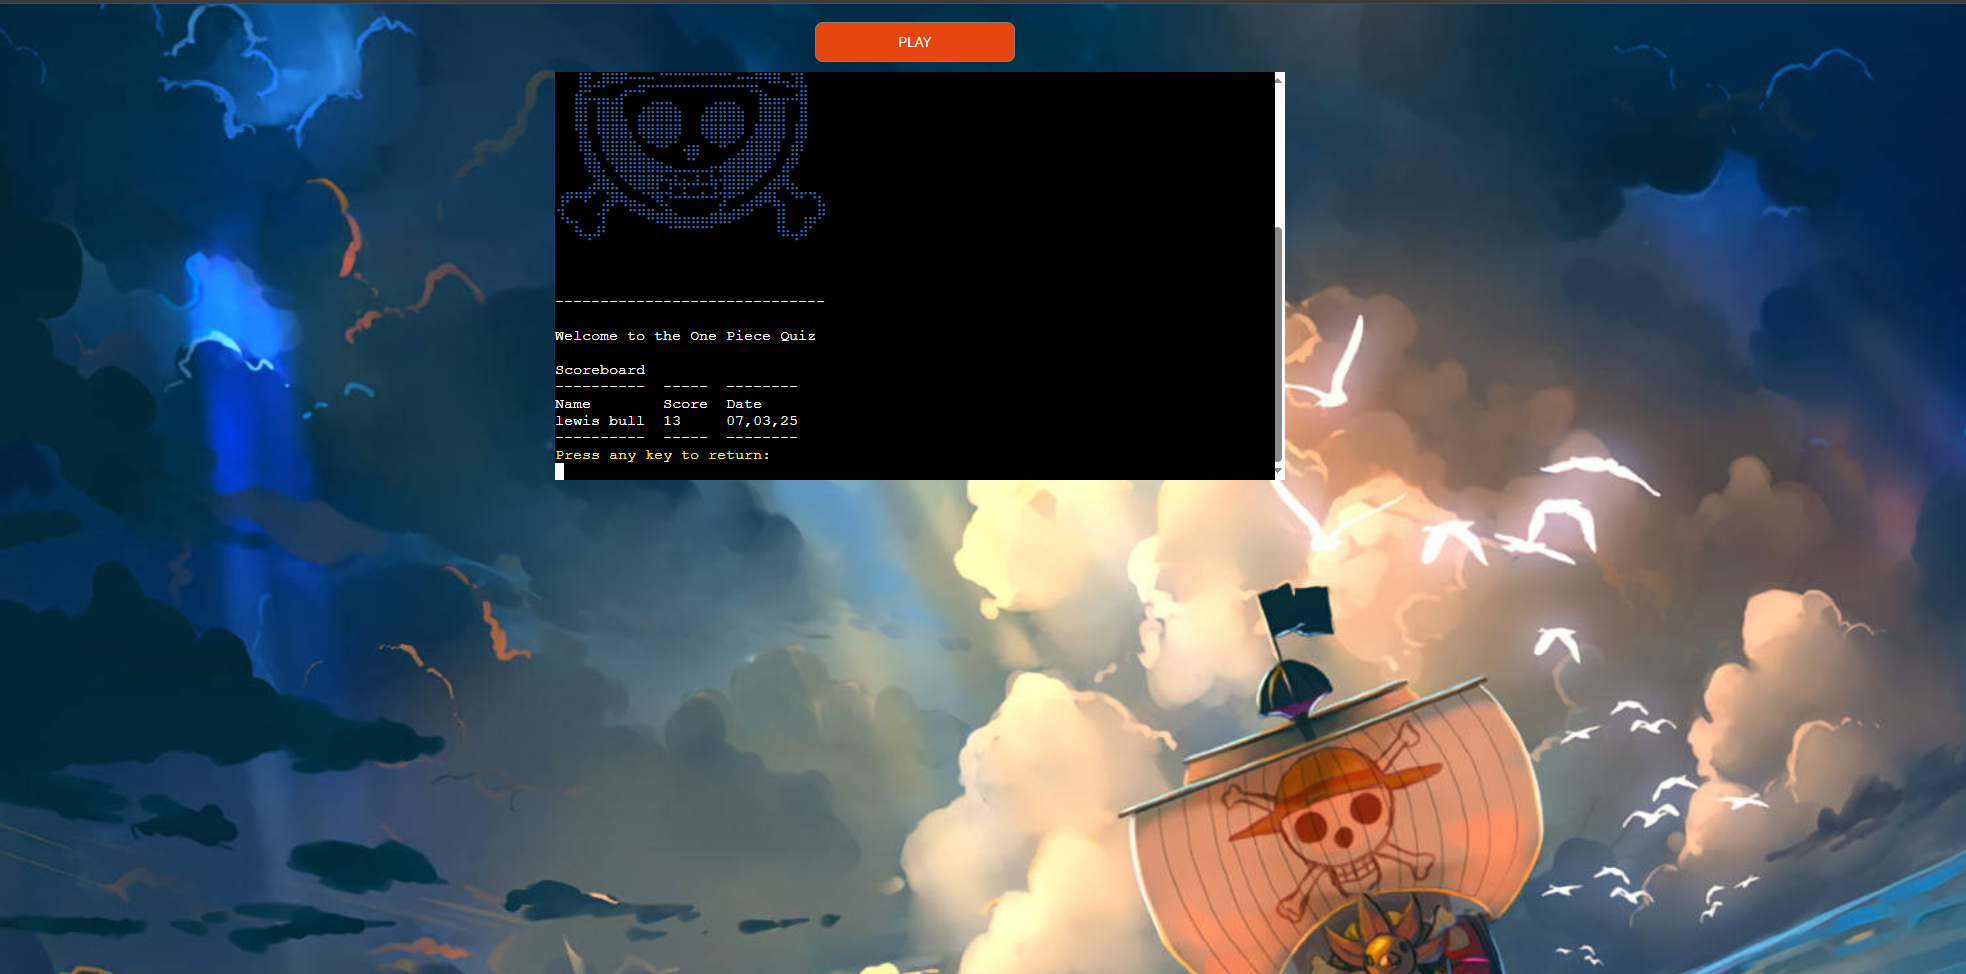 PLAY
------------------------------
Welcome to the One Piece Quiz
Scoreboard
----------  -----  --------
Name        Score  Date
lewis bull  13     07,03,25
----------  -----  --------
Press any key to return: